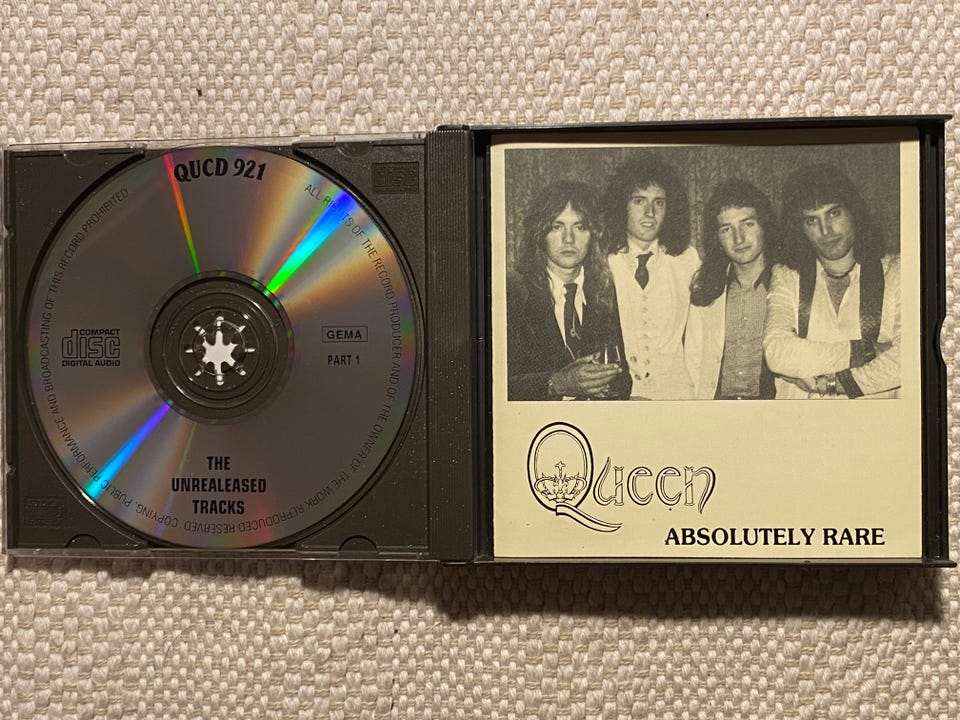 QUCD 921
ALL RIGHTS OF THE RECORD PRODUCER AND OF THE OWNER OF THE WORK REPRODUCED RESERVED COPYING, PUBLIC PERFORMANCE AND BROADCASTING OF THIS RECORD PROHIBITED
COMPACT
disc
DIGITAL AUDIO
GEMA
PART 1
THE
UNREALEASED
TRACKS
Queen
ABSOLUTELY RARE